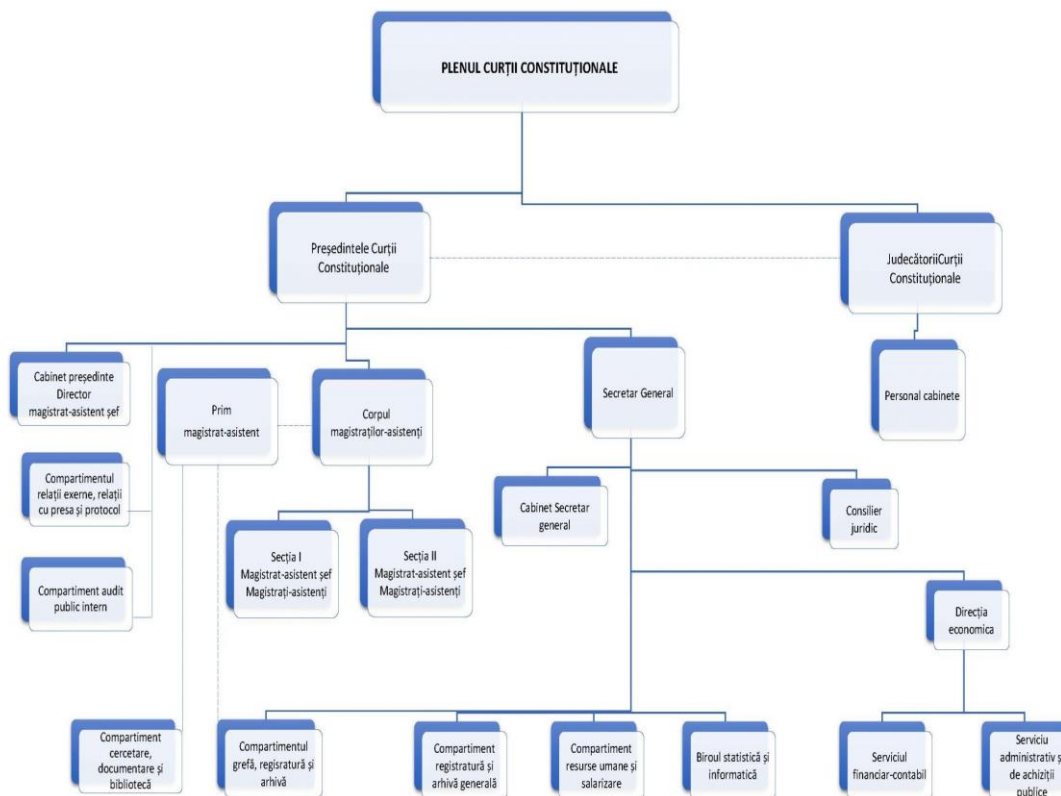 PLENUL CURȚII CONSTITUȚIONALE
Președintele Curții
Constituționale
JudecătoriiCurții
Constituționale
Cabinet președinte
Director
magistrat-asistent șef
Prim
magistrat-asistent
Corpul
magistraților-asistenți
Secretar General
Personal cabinete
Compartimentul
relații exerne, relații
cu presa și protocol
Cabinet Secretar
general
Consilier
juridic
Secția I
Magistrat-asistent șef
Magistrați-asistenți
Secția II
Magistrat-asistent șef
Magistrați-asistenți
Compartiment audit
public intern
Direcția
economica
Compartiment
cercetare,
documentare și
bibliotecă
Compartimentul
grefă, regisratură și
arhivă
Compartiment
registratură și
arhivă generală
Compartiment
resurse umane și
salarizare
Biroul statistică și
informatică
Serviciul
financiar-contabil
Serviciu
administrativ ș
de achiziții
publice